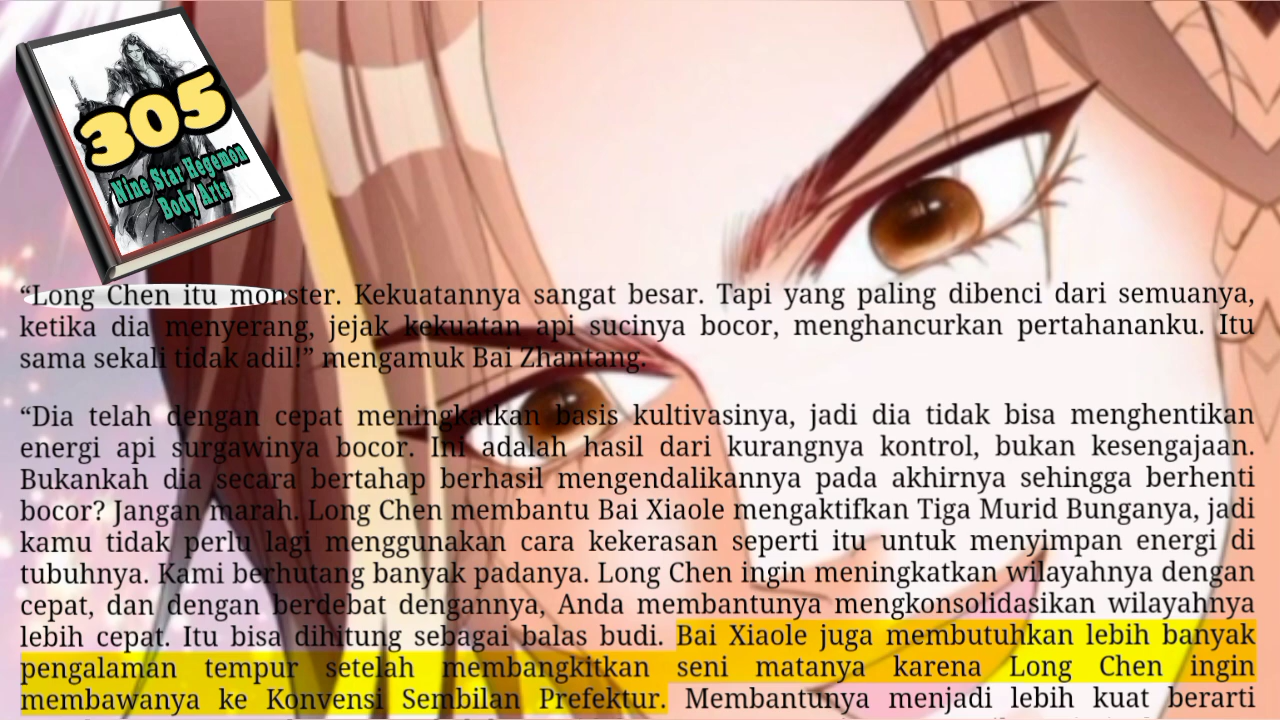 305
Nine Star Hegemon
Body Arts
“Long Chen itu monster. Kekuatannya sangat besar. Tapi yang paling dibenci dari semuanya,
ketika dia menyerang, jejak kekuatan api sucinya bocor, menghancurkan pertahananku. Itu
sama sekali tidak adil!” mengamuk Bai Zhantang.
“Dia telah dengan cepat meningkatkan basis kultivasinya, jadi dia tidak bisa menghentikan
energi api surgawinya bocor. Ini adalah hasil dari kurangnya kontrol, bukan kesengajaan.
Bukankah dia secara bertahap berhasil mengendalikannya pada akhirnya sehingga berhenti
bocor? Jangan marah. Long Chen membantu Bai Xiaole mengaktifkan Tiga Murid Bunganya, jadi
kamu tidak perlu lagi menggunakan cara kekerasan seperti itu untuk menyimpan energi di
tubuhnya. Kami berhutang banyak padanya. Long Chen ingin meningkatkan wilayahnya dengan
cepat, dan dengan berdebat dengannya, Anda membantunya mengkonsolidasikan wilayahnya
lebih cepat. Itu bisa dihitung sebagai balas budi. Bai Xiaole juga membutuhkan lebih banyak
pengalaman tempur setelah membangkitkan seni matanya karena Long Chen ingin
membawanya ke Konvensi Sembilan Prefektur. Membantunya menjadi lebih kuat berarti